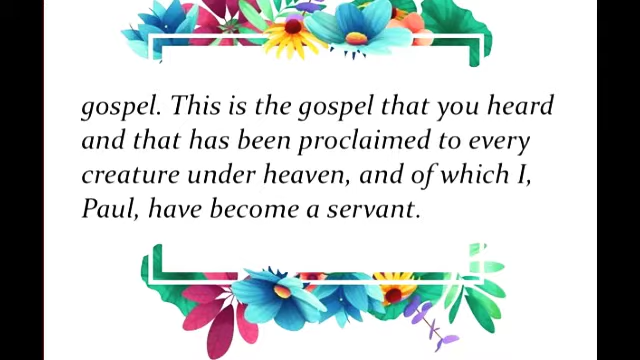 gospel. This is the gospel that you heard
and that has been proclaimed to every
creature under heaven, and of which I,
Paul, have become a servant.